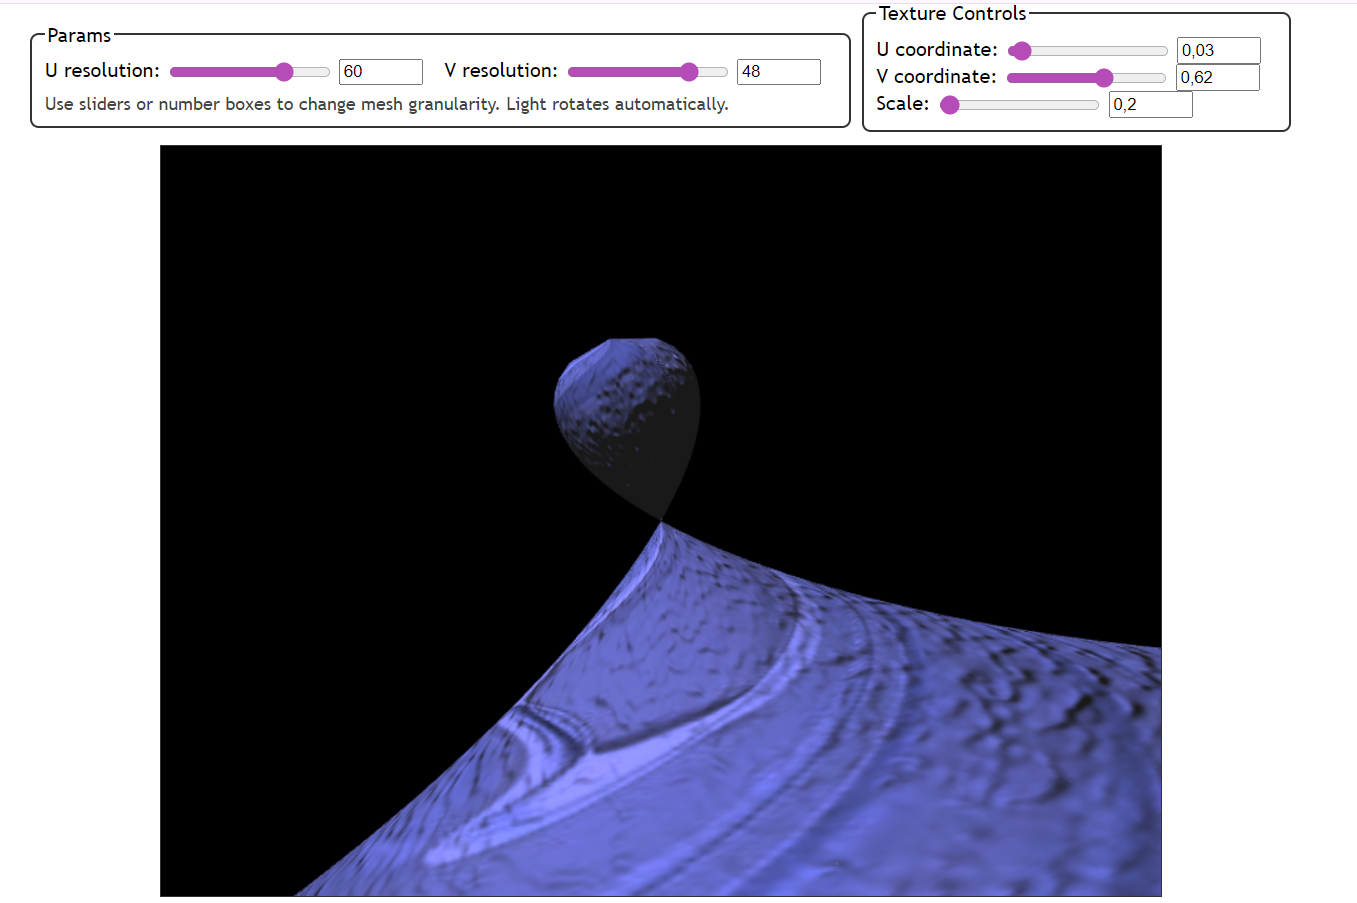 Params
U resolution: 60 V resolution: 48
Use sliders or number boxes to change mesh granularity. Light rotates automatically.
Texture Controls
U coordinate: 0,03
V coordinate: 0,62
Scale: 0,2